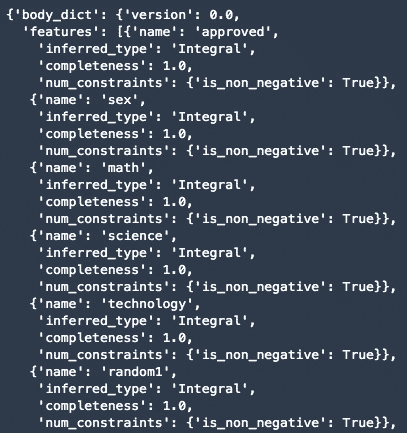 {'body_dict': {'version': 0.0,
  'features': [{'name': 'approved',
    'inferred_type': 'Integral',
    'completeness': 1.0,
    'num_constraints': {'is_non_negative': True}},
   {'name': 'sex',
    'inferred_type': 'Integral',
    'completeness': 1.0,
    'num_constraints': {'is_non_negative': True}},
   {'name': 'math',
    'inferred_type': 'Integral',
    'completeness': 1.0,
    'num_constraints': {'is_non_negative': True}},
   {'name': 'science',
    'inferred_type': 'Integral',
    'completeness': 1.0,
    'num_constraints': {'is_non_negative': True}},
   {'name': 'technology',
    'inferred_type': 'Integral',
    'completeness': 1.0,
    'num_constraints': {'is_non_negative': True}},
   {'name': 'random1',
    'inferred_type': 'Integral',
    'completeness': 1.0,
    'num_constraints': {'is_non_negative': True}},